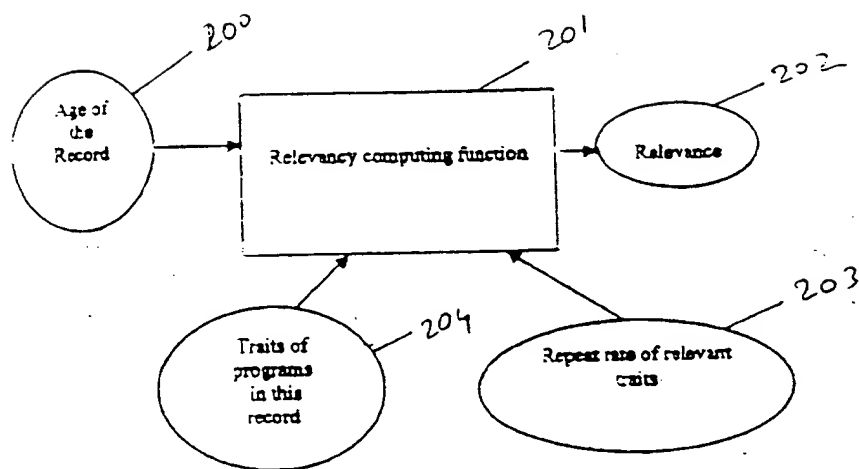 200
201
202
Age of
the
Record
Relevancy computing function
Relevance
203
204
Traits of
programs
in this
record
Repeat rate of relevant
traits